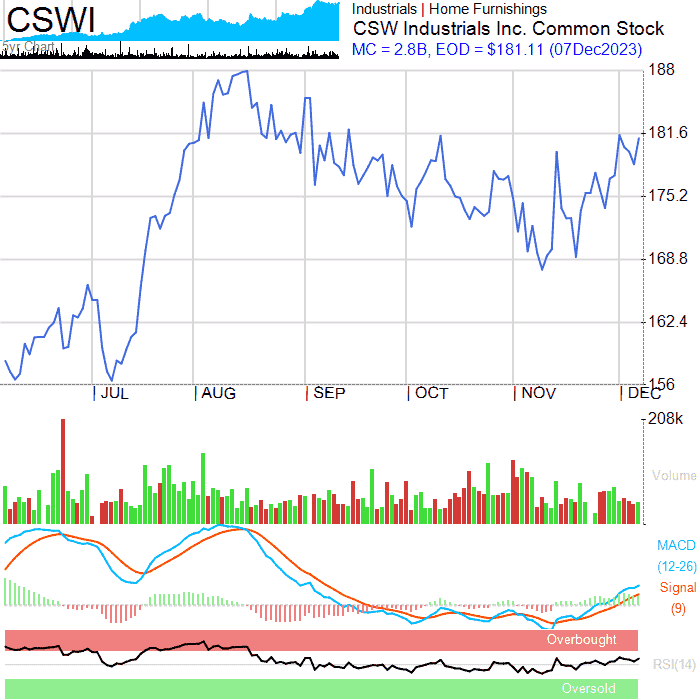 CSWI
5yr Chart
Industrials | Home Furnishings
CSW Industrials Inc. Common Stock
MC = 2.8B, EOD = $181.11 (07Dec2023)
188
181.6
175.2
168.8
162.4
156
JUL AUG SEP OCT NOV DEC
208k
Volume
MACD
(12-26)
Signal
(9)
Overbought
RSI(14)
Oversold